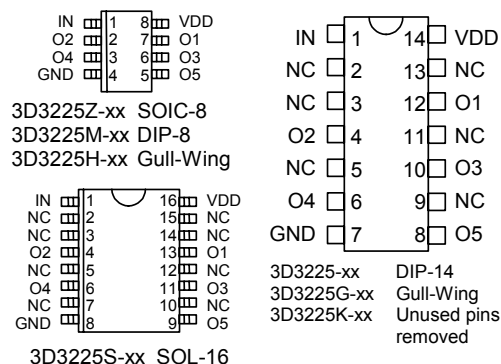 IN 1 8 VDD
O2 2 7 O1
O4 3 6 O3
GND 4 5 O5
3D3225Z-xx SOIC-8
3D3225M-xx DIP-8
3D3225H-xx Gull-Wing
IN 1 16 VDD
NC 2 15 NC
NC 3 14 NC
O2 4 13 O1
NC 5 12 NC
O4 6 11 O3
NC 7 10 NC
GND 8 9 O5
3D3225S-xx SOL-16
IN 1 14 VDD
NC 2 13 NC
NC 3 12 O1
O2 4 11 NC
NC 5 10 O3
O4 6 9 NC
GND 7 8 O5
3D3225-xx DIP-14
3D3225G-xx Gull-Wing
3D3225K-xx Unused pins
removed